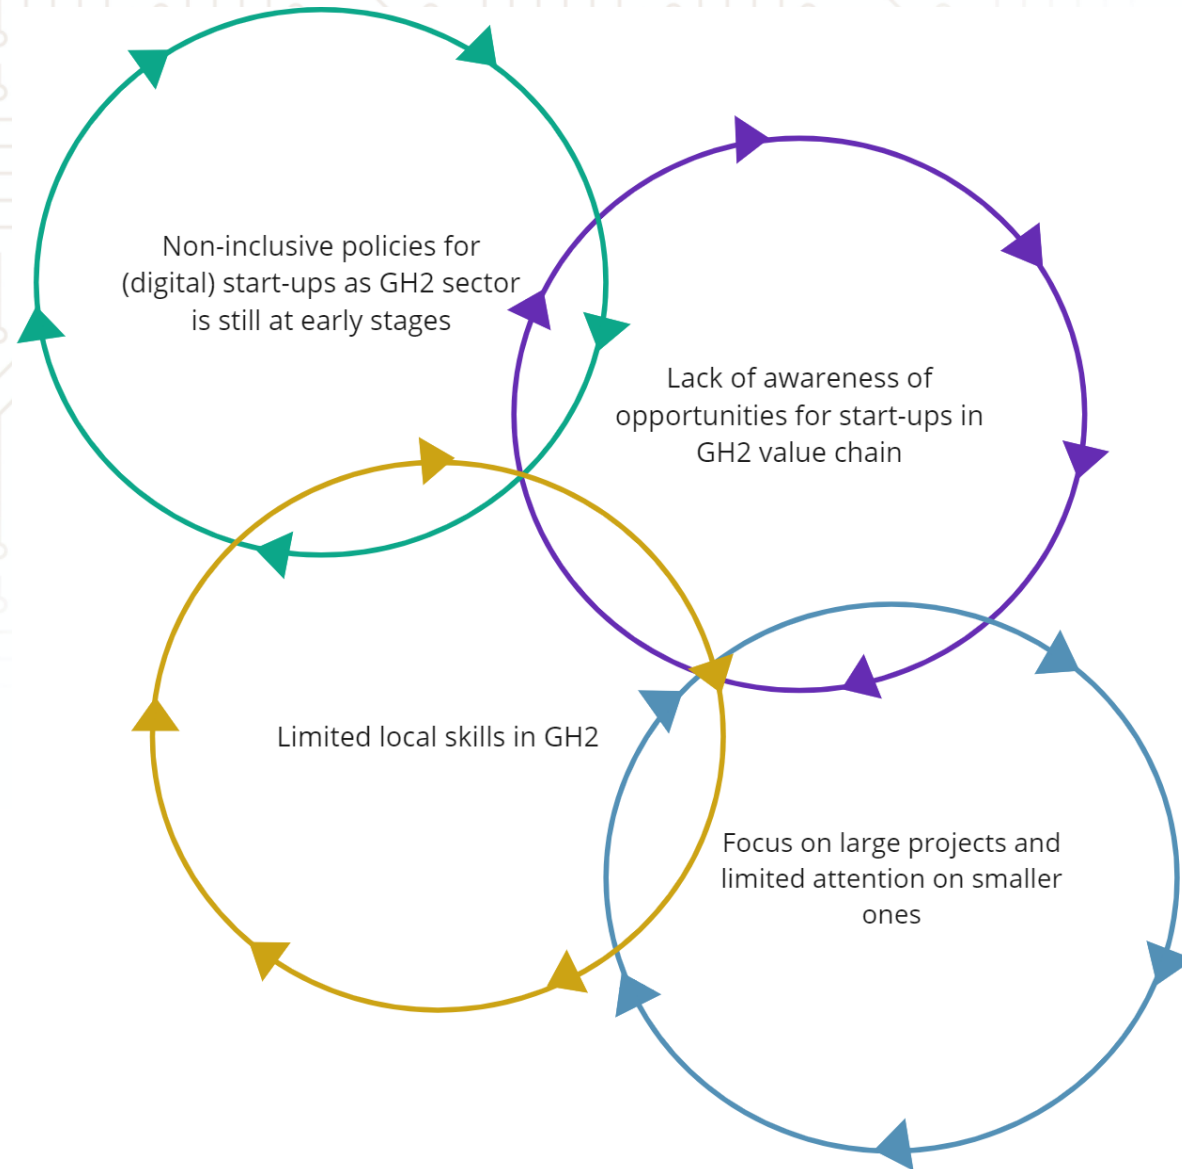 Non-inclusive policies for
(digital) start-ups as GH2 sector
is still at early stages
Lack of awareness of
opportunities for start-ups in
GH2 value chain
Limited local skills in GH2
Focus on large projects and
limited attention on smaller
ones